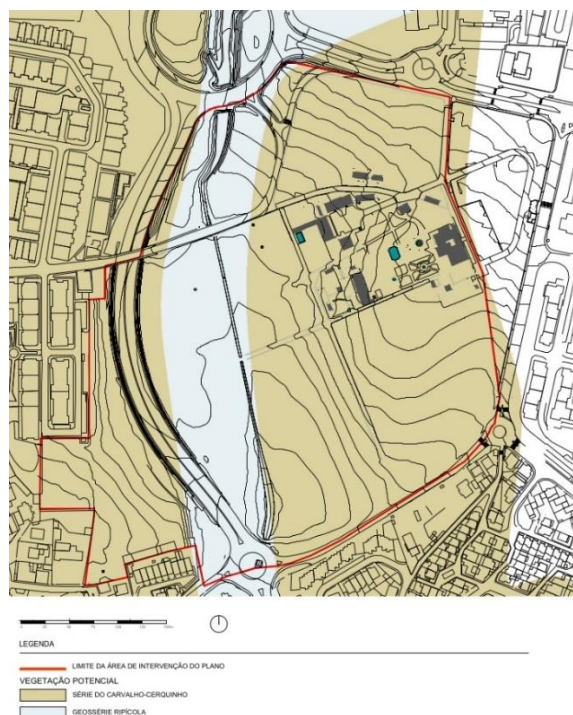 LEGENDA
LIMITE DA ÁREA DE INTERVENÇÃO DO PLANO
VEGETAÇÃO POTENCIAL
SÉRIE DO CARVALHO-CERQUINHO
GEOSSÉRIE RIPÍCOLA